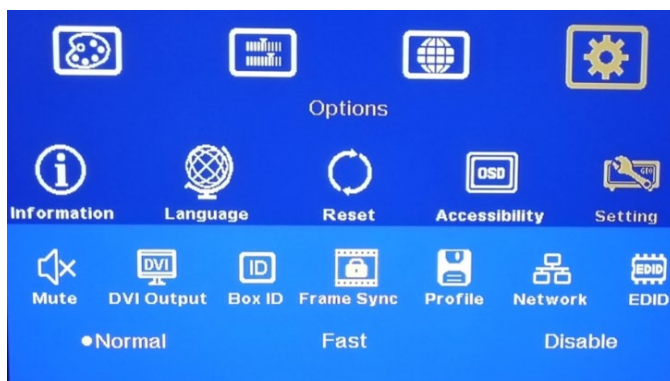 Options
OSD
GIO
Information Language Reset Accessibility Setting
DVI ID EDID
Mute DVI Output Box ID Frame Sync Profile Network EDID
Normal Fast Disable